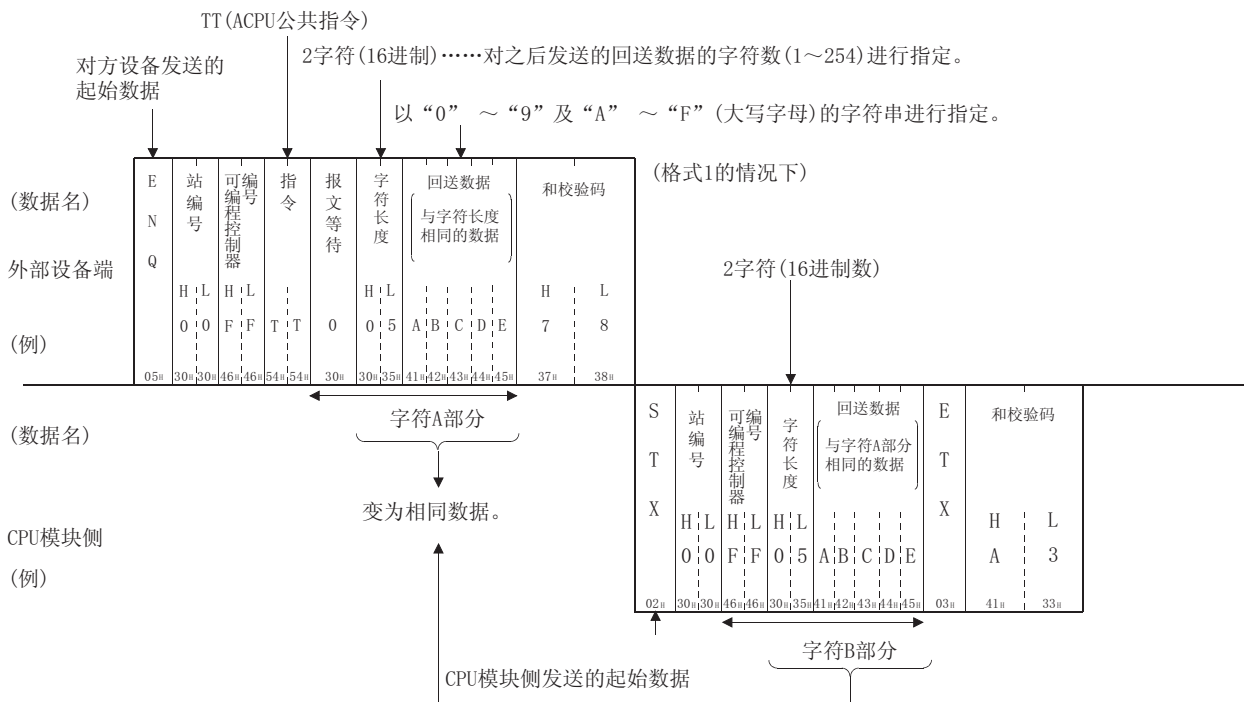 TT(ACPU公共指令)
2字符(16进制)……对之后发送的回送数据的字符数(1～254)进行指定。
对方设备发送的
起始数据
以“0” ～“9”及“A” ～“F”(大写字母)的字符串进行指定。
(格式1的情况下)
(数据名)
外部设备端
(例)
E
N
Q
站编号
可编程控制器
编号
指令
报文等待
字符长度
回送数据
与字符长度
相同的数据
和校验码
H L H L H L H L
0 0 F F T T 0 0 5 A B C D E 7 8
05H 30H 30H 46H 46H 54H 54H 30H 30H 35H 41H 42H 43H 44H 45H 37H 38H
字符A部分
变为相同数据。
2字符(16进制数)
(数据名)
CPU模块侧
(例)
S
T
X
站编号
可编程控制器
编号
字符长度
回送数据
与字符A部分
相同的数据
E
T
X
和校验码
H L H L H L H L
0 0 F F 0 5 A B C D E A 3
02H 30H 30H 46H 46H 30H 35H 41H 42H 43H 44H 45H 03H 41H 33H
字符B部分
CPU模块侧发送的起始数据